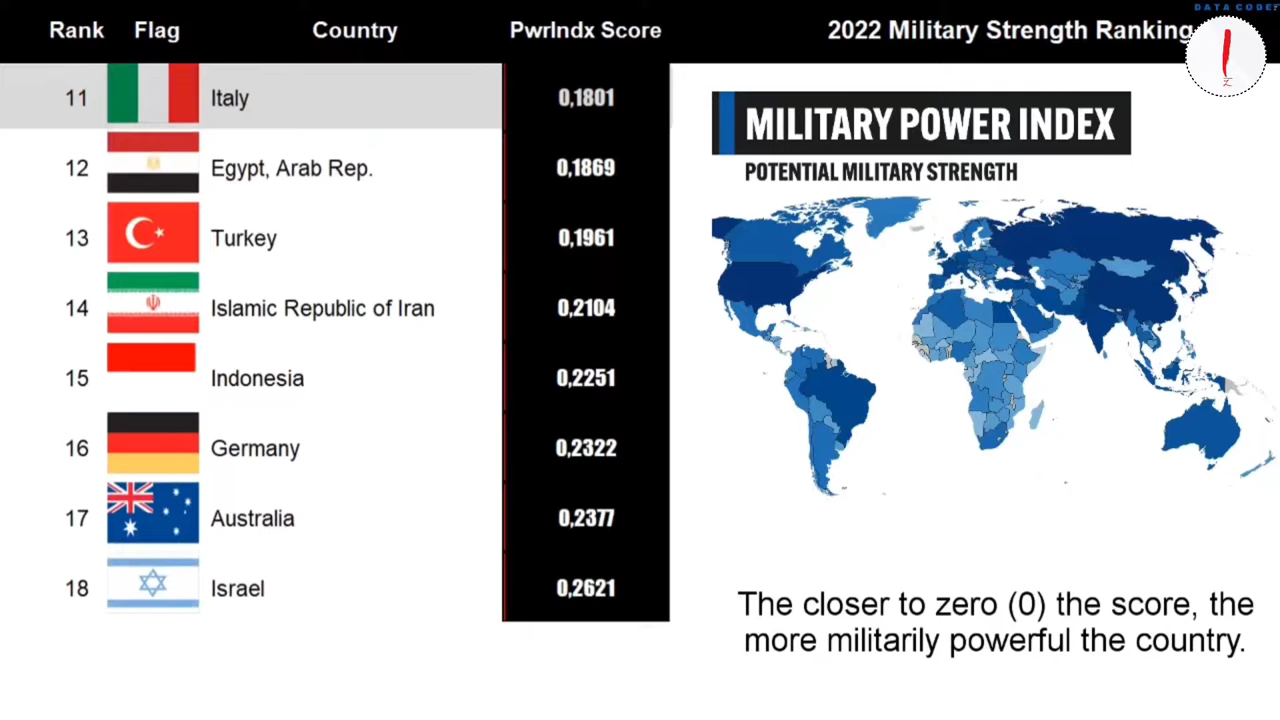 DATA CODE
Rank Flag Country PwrIndx Score 2022 Military Strength Ranking
11 Italy 0,1801
12 Egypt, Arab Rep. 0,1869
13 Turkey 0,1961
14 Islamic Republic of Iran 0,2104
15 Indonesia 0,2251
16 Germany 0,2322
17 Australia 0,2377
18 Israel 0,2621
MILITARY POWER INDEX
POTENTIAL MILITARY STRENGTH
The closer to zero (0) the score, the
more militarily powerful the country.